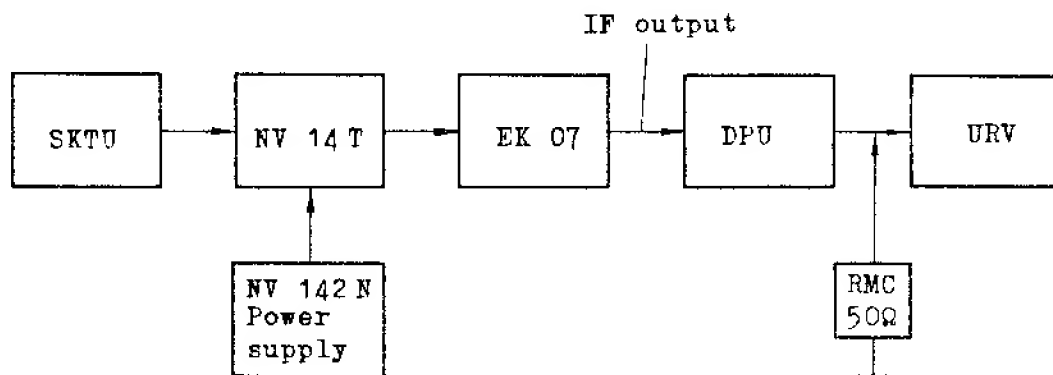 IF output
SKTU
NV 14 T
EK 07
DPU
URV
NV 142 N
Power
supply
RMC
50Ω